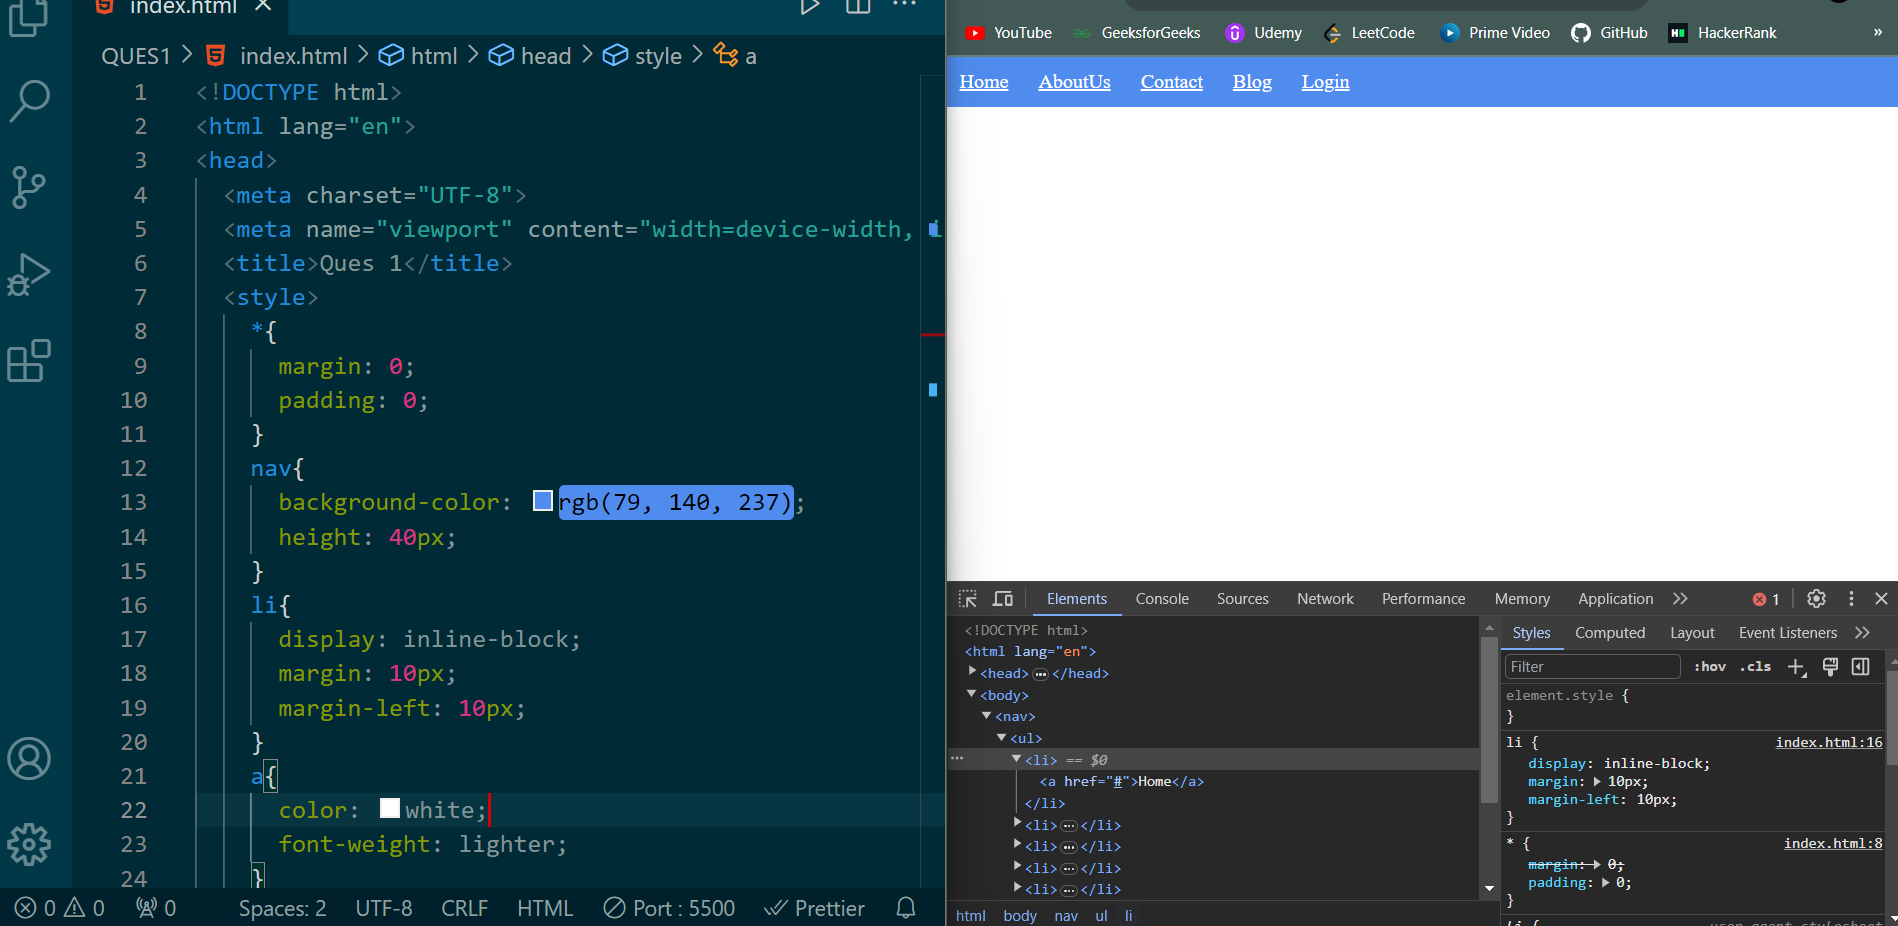 index.html
QUES1 > index.html > html > head > style > a
1 <!DOCTYPE html>
2 <html lang="en">
3 <head>
4 <meta charset="UTF-8">
5 <meta name="viewport" content="width=device-width, i
6 <title>Ques 1</title>
7 <style>
8 *{
9 margin: 0;
10 padding: 0;
11 }
12 nav{
13 background-color: rgb(79, 140, 237);
14 height: 40px;
15 }
16 li{
17 display: inline-block;
18 margin: 10px;
19 margin-left: 10px;
20 }
21 a{
22 color: white;
23 font-weight: lighter;
24 }
0 0 0 Spaces: 2 UTF-8 CRLF HTML Port : 5500 Prettier
YouTube GeeksforGeeks Udemy LeetCode Prime Video GitHub HackerRank »
Home AboutUs Contact Blog Login
Elements Console Sources Network Performance Memory Application 1
<!DOCTYPE html>
<html lang="en">
<head> … </head>
<body>
<nav>
<ul>
… <li> == $0
<a href="#">Home</a>
</li>
<li> … </li>
<li> … </li>
<li> … </li>
<li> … </li>
html body nav ul li
Styles Computed Layout Event Listeners
Filter :hov .cls
element.style {
}
li { index.html:16
display: inline-block;
margin: 10px;
margin-left: 10px;
}
* { index.html:8
margin: 0;
padding: 0;
}
li { user agent stylesheet